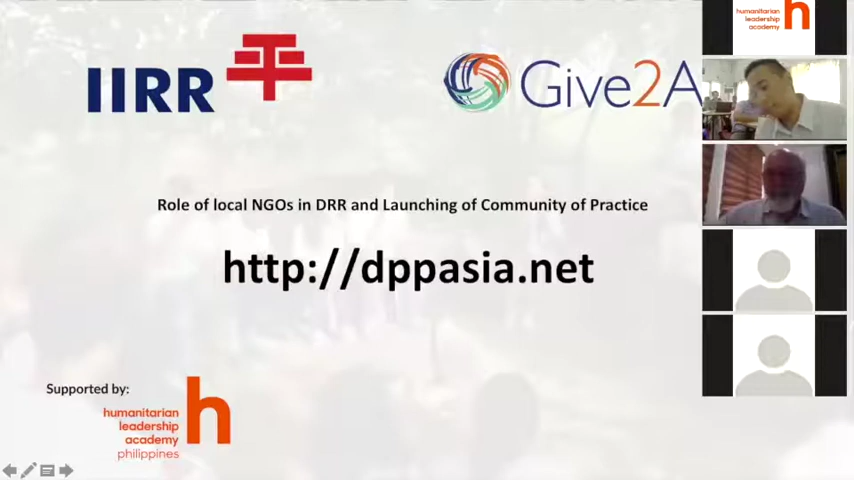 IIRR
Give2A
Role of local NGOs in DRR and Launching of Community of Practice
http://dppasia.net
Supported by:
humanitarian
leadership
academy
philippines
h
humanitarian
leadership
academy
h